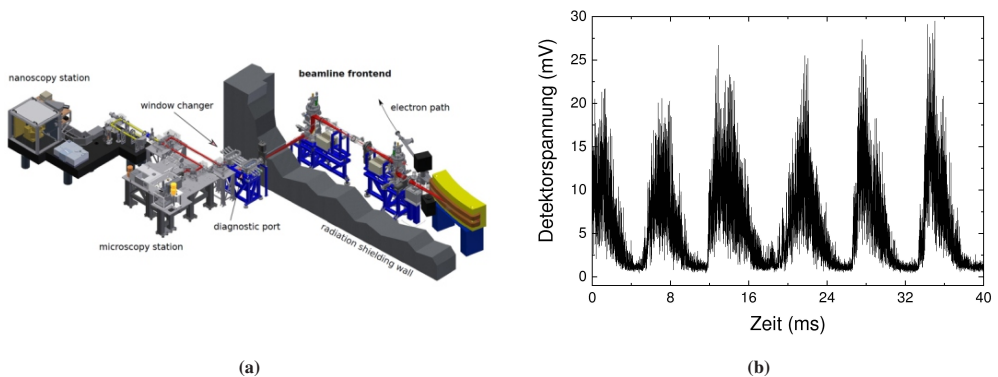 nanoscopy station
window changer
beamline frontend
electron path
microscopy station
diagnostic port
radiation shielding wall
(a)
Detektorspannung (mV)
30
25
20
15
10
5
0
0 8 16 24 32 40
Zeit (ms)
(b)